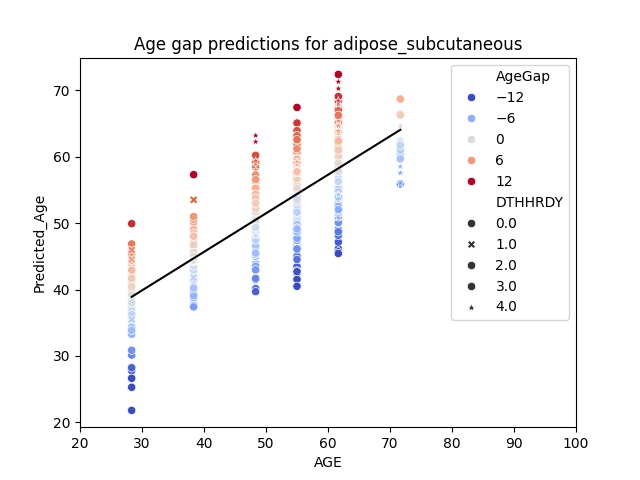 Age gap predictions for adipose_subcutaneous
Predicted_Age
70
60
50
40
30
20
20 30 40 50 60 70 80 90 100
AGE
AgeGap
−12
−6
0
6
12
DTHHRDY
0.0
1.0
2.0
3.0
4.0